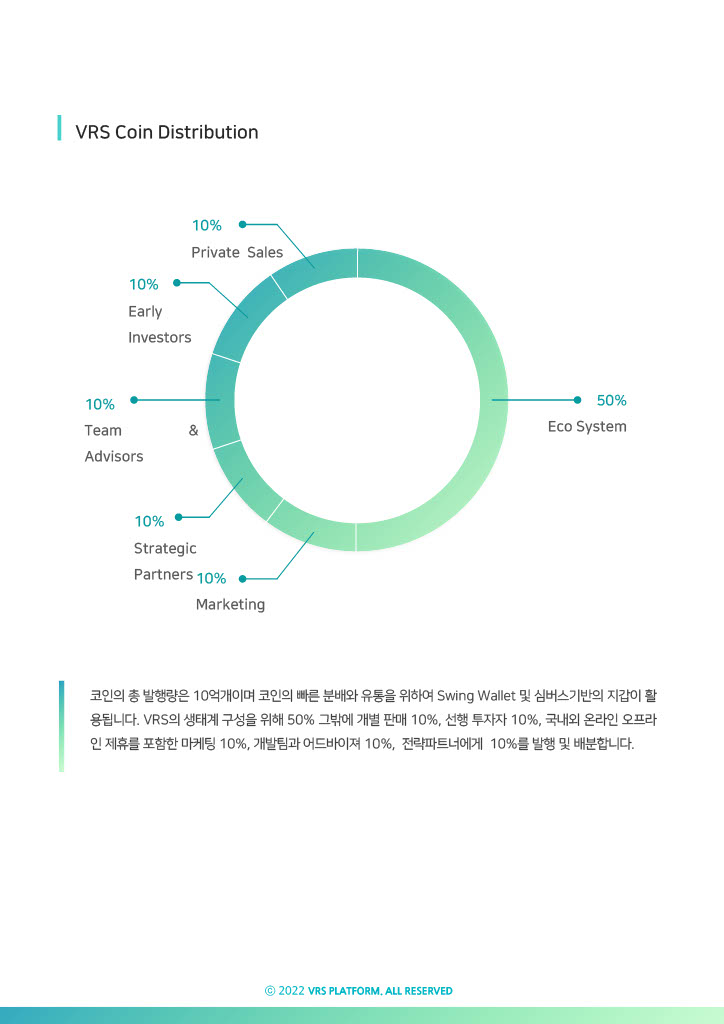 VRS Coin Distribution
10%
Private Sales
10%
Early
Investors
10%
Team &
Advisors
50%
Eco System
10%
Strategic
Partners
10%
Marketing
코인의 총 발행량은 10억개이며 코인의 빠른 분배와 유통을 위하여 Swing Wallet 및 심버스기반의 지갑이 활
용됩니다. VRS의 생태계 구성을 위해 50% 그밖에 개별 판매 10%, 선행 투자자 10%, 국내외 온라인 오프라
인 제휴를 포함한 마케팅 10%, 개발팀과 어드바이져 10%, 전략파트너에게 10%를 발행 및 배분합니다.
ⓒ 2022 VRS PLATFORM. ALL RESERVED